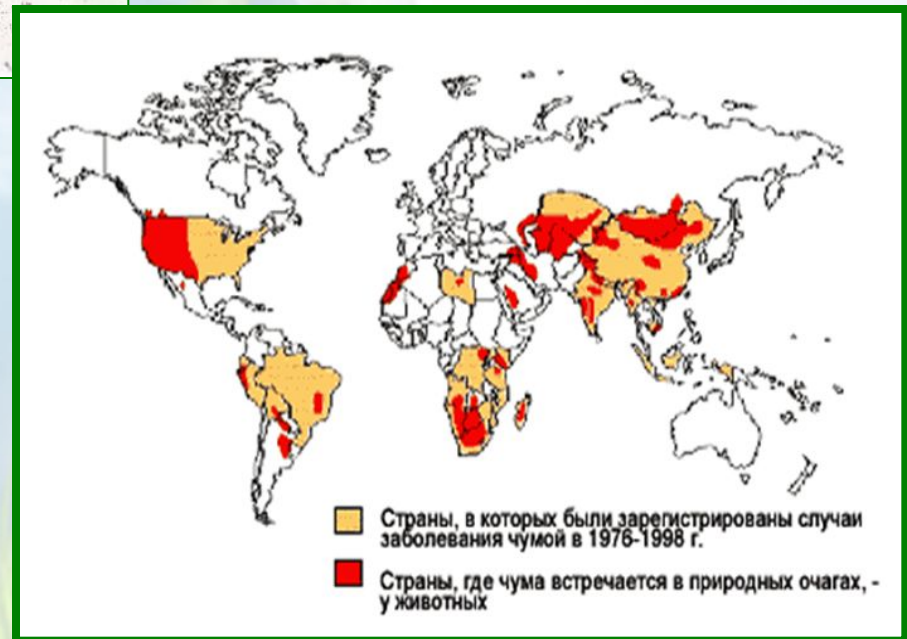 Страны, в которых были зарегистрированы случаи
заболевания чумой в 1976-1998 г.
Страны, где чума встречается в природных очагах, -
у животных